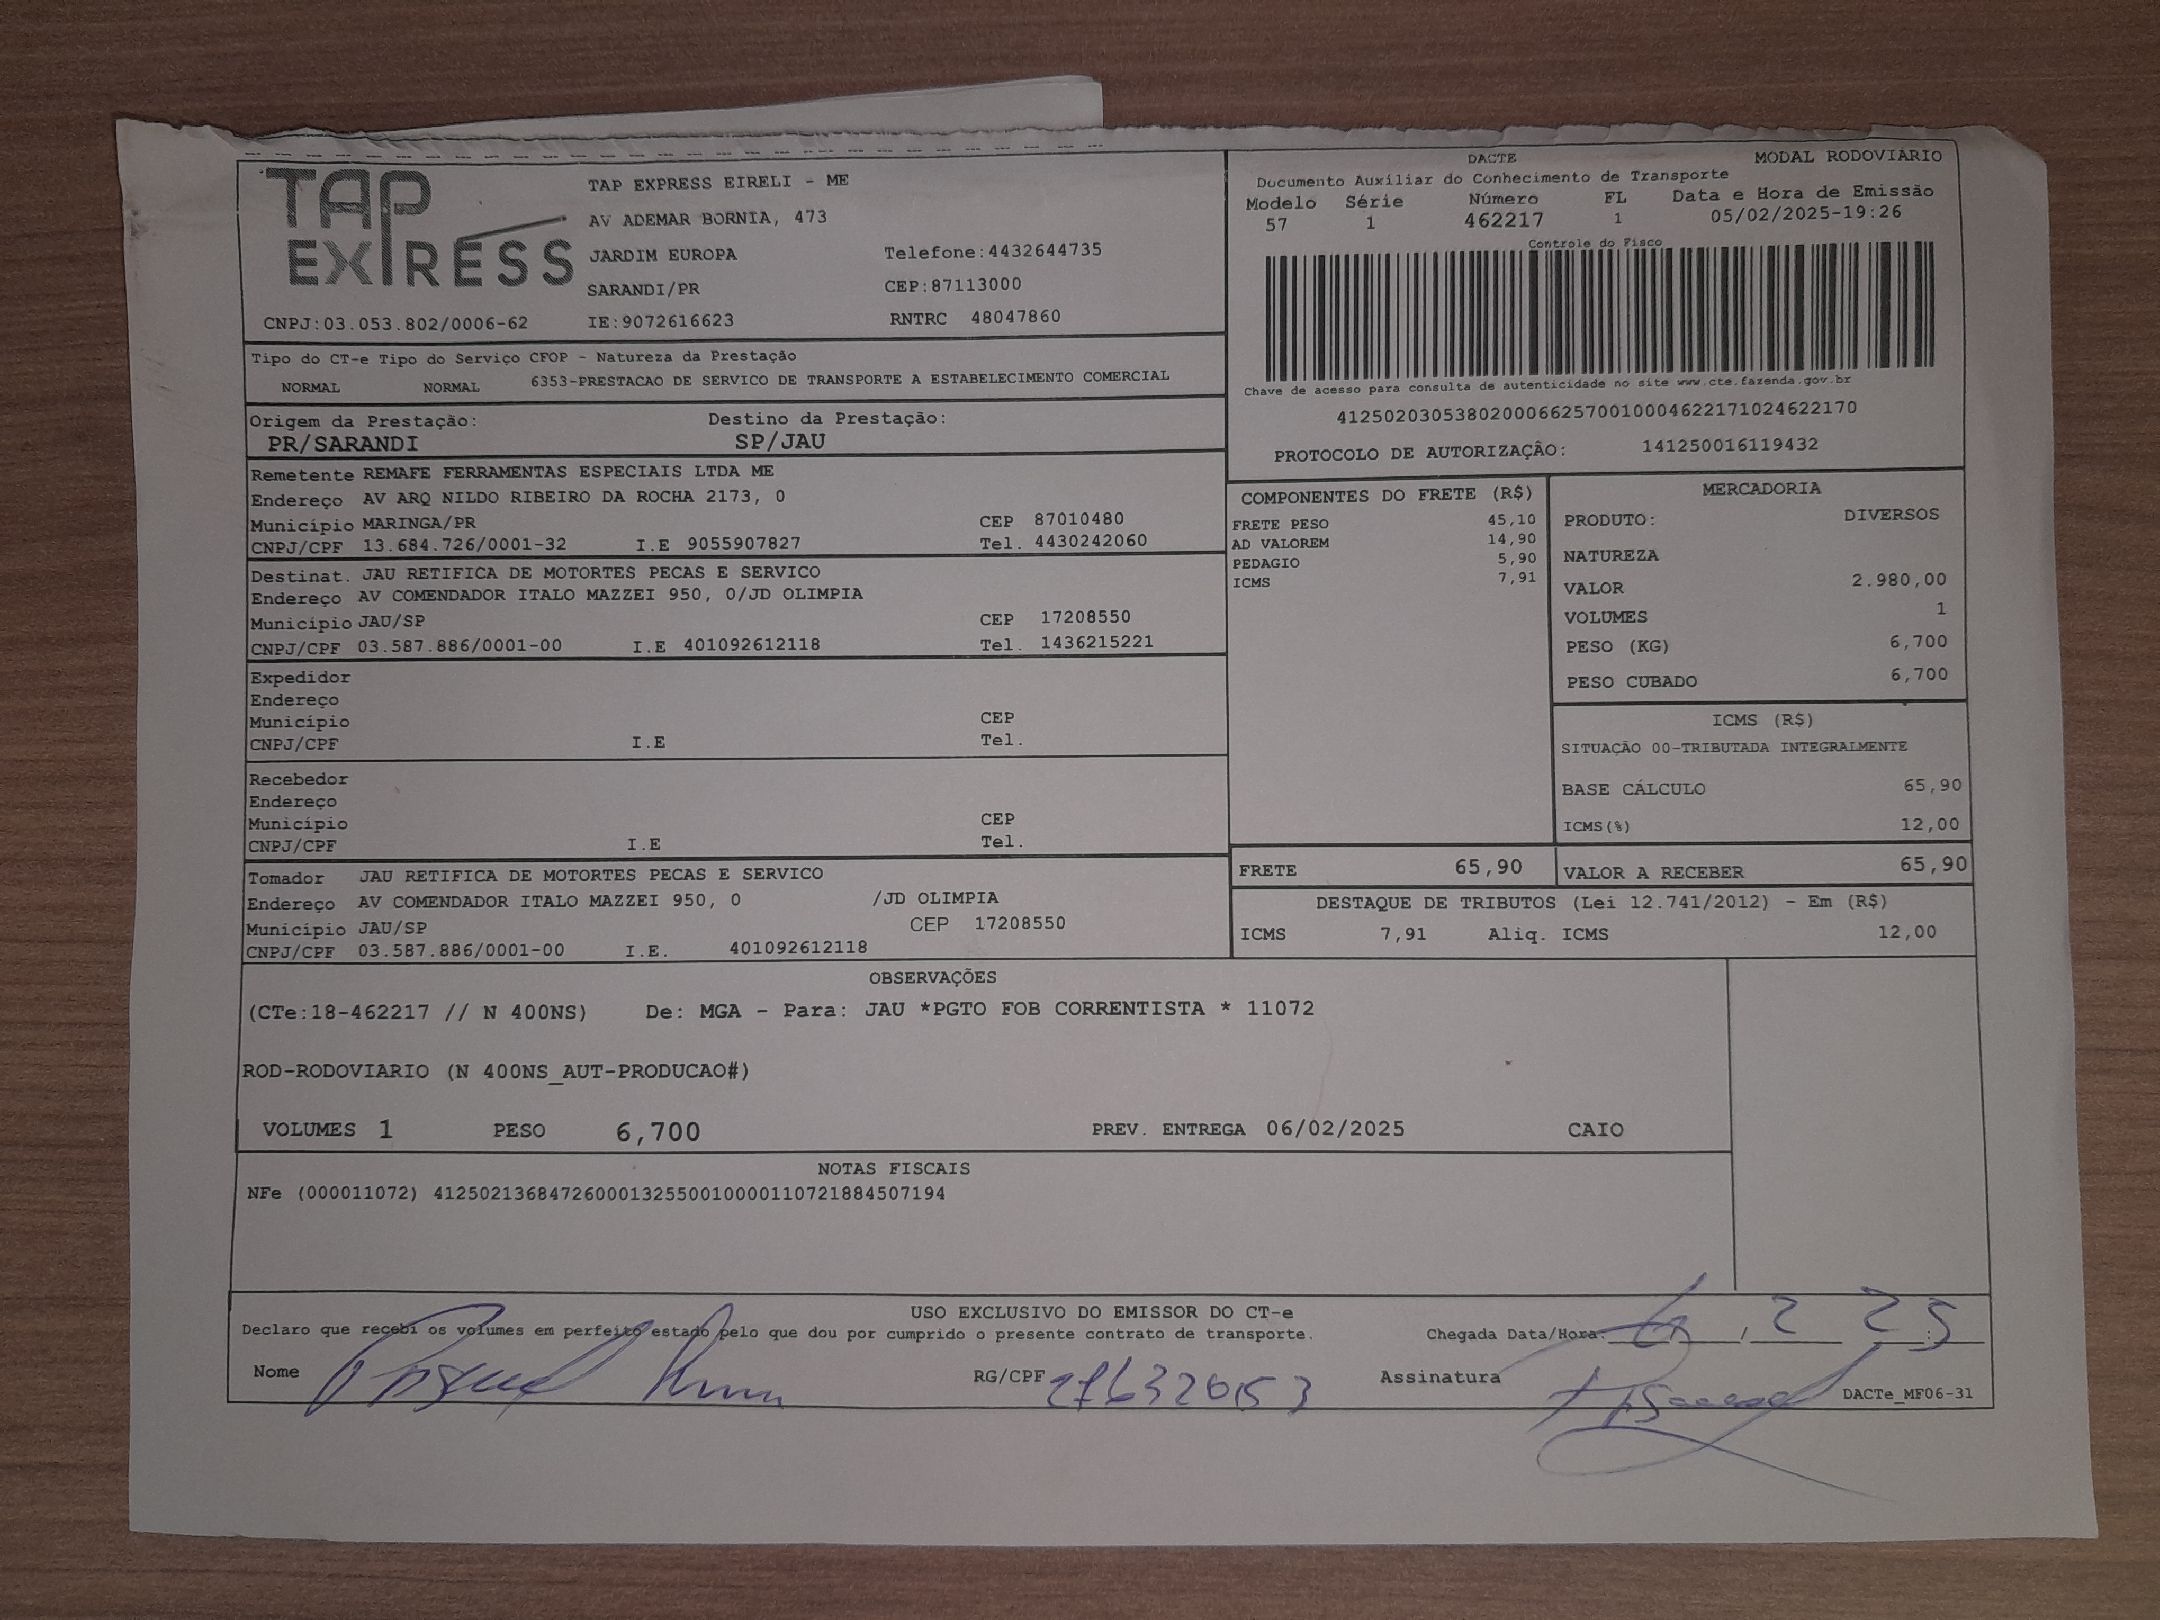 TAP EXPRESS
TAP EXPRESS EIRELI - ME
AV ADEMAR BORNIA, 473
JARDIM EUROPA Telefone:4432644735
SARANDI/PR CEP:87113000
CNPJ:03.053.802/0006-62 IE:9072616623 RNTRC 48047860
DACTE MODAL RODOVIÁRIO
Documento Auxiliar do Conhecimento de Transporte
Modelo Série Número FL Data e Hora de Emissão
57 1 462217 1 05/02/2025-19:26
Controle do Fisco
Chave de acesso para consulta de autenticidade no site www.cte.fazenda.gov.br
41250203053802000662570010004622171024622170
PROTOCOLO DE AUTORIZAÇÃO: 141250016119432
Tipo do CT-e Tipo do Serviço CFOP - Natureza da Prestação
NORMAL NORMAL 6353-PRESTACAO DE SERVICO DE TRANSPORTE A ESTABELECIMENTO COMERCIAL
Origem da Prestação: Destino da Prestação:
PR/SARANDI SP/JAU
Remetente REMAFE FERRAMENTAS ESPECIAIS LTDA ME
Endereço AV ARQ NILDO RIBEIRO DA ROCHA 2173, 0
Município MARINGA/PR CEP 87010480
CNPJ/CPF 13.684.726/0001-32 I.E 9055907827 Tel. 4430242060
Destinat. JAU RETIFICA DE MOTORTES PECAS E SERVICO
Endereço AV COMENDADOR ITALO MAZZEI 950, 0/JD OLIMPIA
Município JAU/SP CEP 17208550
CNPJ/CPF 03.587.886/0001-00 I.E 401092612118 Tel. 1436215221
Expedidor
Endereço
Município CEP
CNPJ/CPF I.E Tel.
Recebedor
Endereço
Município CEP
CNPJ/CPF I.E Tel.
Tomador JAU RETIFICA DE MOTORTES PECAS E SERVICO
Endereço AV COMENDADOR ITALO MAZZEI 950, 0 /JD OLIMPIA
Município JAU/SP CEP 17208550
CNPJ/CPF 03.587.886/0001-00 I.E. 401092612118
COMPONENTES DO FRETE (R$)
FRETE PESO 45,10
AD VALOREM 14,90
PEDAGIO 5,90
ICMS 7,91
MERCADORIA
PRODUTO: DIVERSOS
NATUREZA
VALOR 2.980,00
VOLUMES 1
PESO (KG) 6,700
PESO CUBADO 6,700
ICMS (R$)
SITUAÇÃO 00-TRIBUTADA INTEGRALMENTE
BASE CÁLCULO 65,90
ICMS(%) 12,00
FRETE 65,90 VALOR A RECEBER 65,90
DESTAQUE DE TRIBUTOS (Lei 12.741/2012) - Em (R$)
ICMS 7,91 Aliq. ICMS 12,00
OBSERVAÇÕES
(CTe:18-462217 // N 400NS) De: MGA - Para: JAU *PGTO FOB CORRENTISTA * 11072
ROD-RODOVIARIO (N 400NS_AUT-PRODUCAO#)
VOLUMES 1 PESO 6,700 PREV. ENTREGA 06/02/2025 CAIO
NOTAS FISCAIS
NFe (000011072) 41250213684726000132550010000110721884507194
USO EXCLUSIVO DO EMISSOR DO CT-e
Declaro que recebi os volumes em perfeito estado pelo que dou por cumprido o presente contrato de transporte. Chegada Data/Hora: / 2 25
Nome RG/CPF 276320153 Assinatura
DACTe_MF06-31